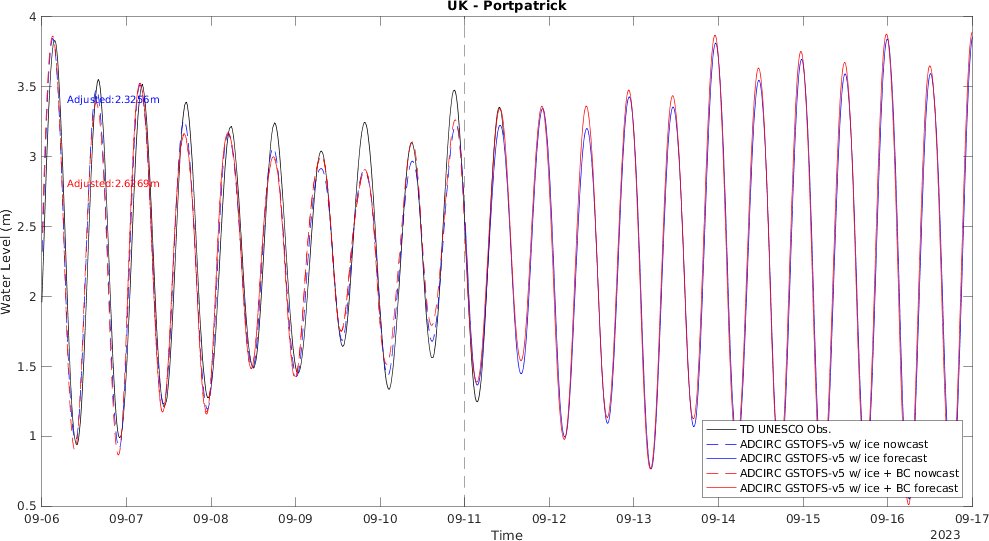 UK - Portpatrick
4
3.5
3
2.5
2
1.5
1
0.5
Water Level (m)
Adjusted:2.3256m
Adjusted:2.6269m
TD UNESCO Obs.
ADCIRC GSTOFS-v5 w/ ice nowcast
ADCIRC GSTOFS-v5 w/ ice forecast
ADCIRC GSTOFS-v5 w/ ice + BC nowcast
ADCIRC GSTOFS-v5 w/ ice + BC forecast
09-06 09-07 09-08 09-09 09-10 09-11 09-12 09-13 09-14 09-15 09-16 09-17
Time
2023